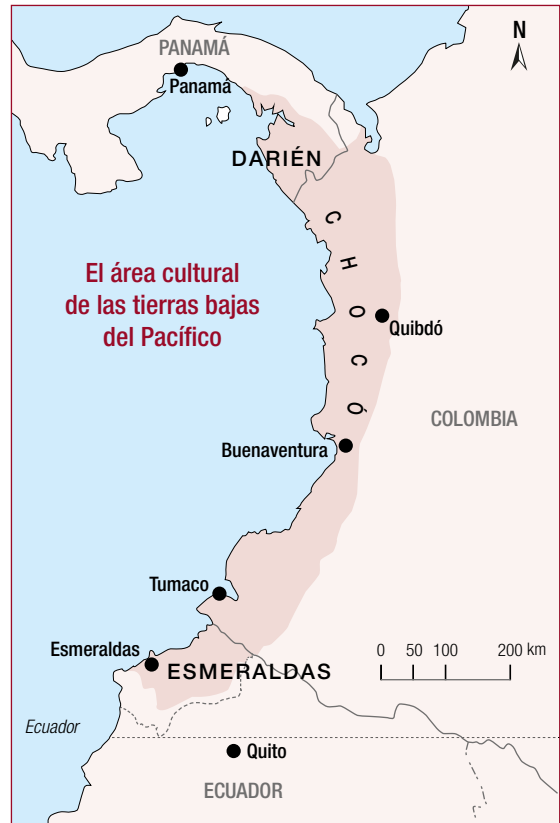 N
PANAMÁ
Panamá
DARIÉN
CHOCÓ
El área cultural
de las tierras bajas
del Pacífico
Quibdó
COLOMBIA
Buenaventura
Tumaco
Esmeraldas
ESMERALDAS
0 50 100 200 km
Ecuador
Quito
ECUADOR